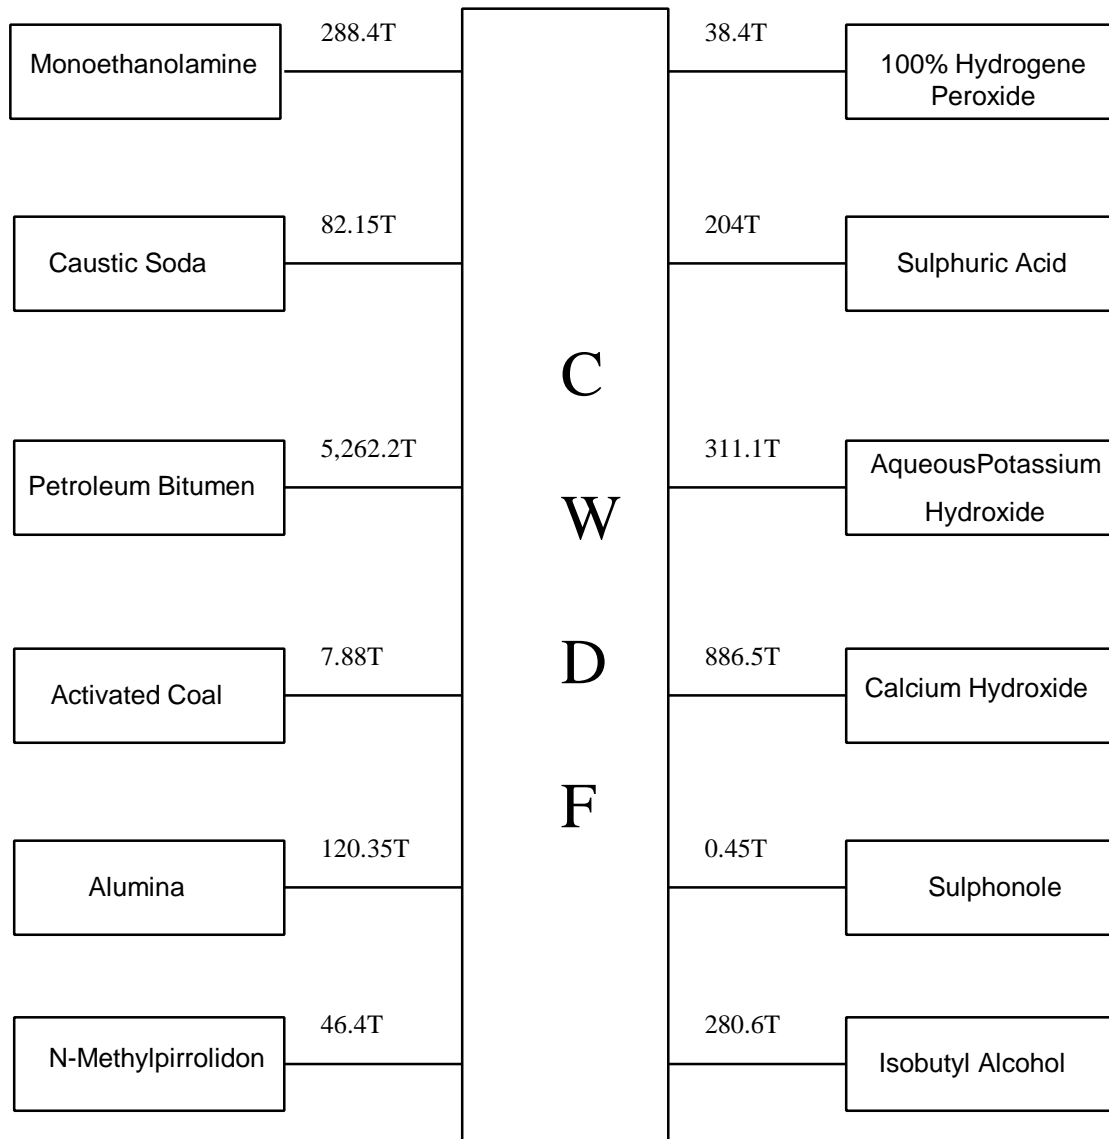 288.4T
38.4T
Monoethanolamine
100% Hydrogene
Peroxide
82.15T
204T
Caustic Soda
Sulphuric Acid
C
5,262.2T
311.1T
Petroleum Bitumen
AqueousPotassium
Hydroxide
W
7.88T
886.5T
D
Activated Coal
Calcium Hydroxide
F
120.35T
0.45T
Alumina
Sulphonole
46.4T
280.6T
N-Methylpirrolidon
Isobutyl Alcohol